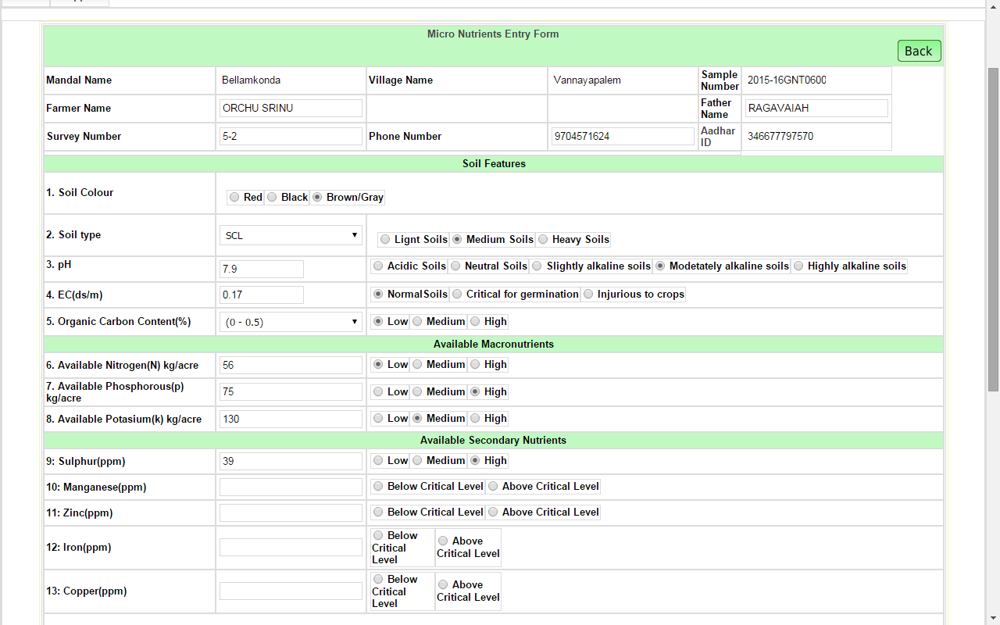 Micro Nutrients Entry Form
Back
Mandal Name Bellamkonda Village Name Vannayapalem Sample Number 2015-16GNT0600
Farmer Name ORCHU SRINU Father Name RAGAVAIAH
Survey Number 5-2 Phone Number 9704571624 Aadhar ID 346677797570
Soil Features
1. Soil Colour Red Black Brown/Gray
2. Soil type SCL Lignt Soils Medium Soils Heavy Soils
3. pH 7.9 Acidic Soils Neutral Soils Slightly alkaline soils Modetately alkaline soils Highly alkaline soils
4. EC(ds/m) 0.17 NormalSoils Critical for germination Injurious to crops
5. Organic Carbon Content(%) (0 - 0.5) Low Medium High
Available Macronutrients
6. Available Nitrogen(N) kg/acre 56 Low Medium High
7. Available Phosphorous(p) kg/acre 75 Low Medium High
8. Available Potasium(k) kg/acre 130 Low Medium High
Available Secondary Nutrients
9: Sulphur(ppm) 39 Low Medium High
10: Manganese(ppm) Below Critical Level Above Critical Level
11: Zinc(ppm) Below Critical Level Above Critical Level
12: Iron(ppm) Below Critical Level Above Critical Level
13: Copper(ppm) Below Critical Level Above Critical Level